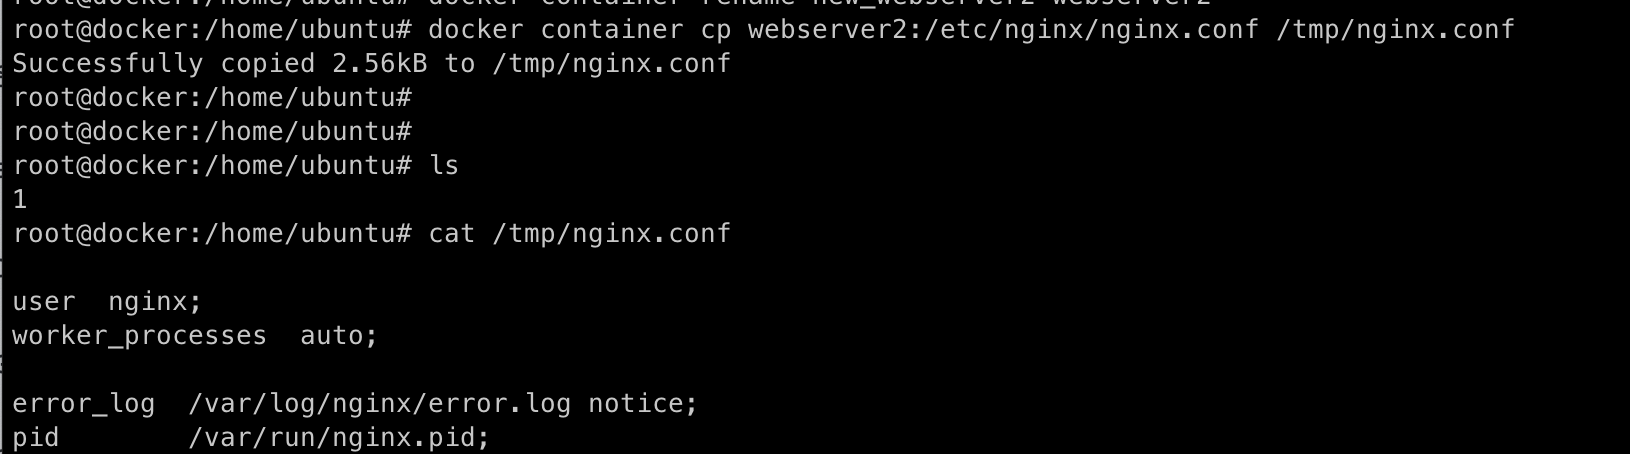 root@docker:/home/ubuntu# docker container rename new_webserver2 webserver2
root@docker:/home/ubuntu# docker container cp webserver2:/etc/nginx/nginx.conf /tmp/nginx.conf
Successfully copied 2.56kB to /tmp/nginx.conf
root@docker:/home/ubuntu#
root@docker:/home/ubuntu#
root@docker:/home/ubuntu# ls
1
root@docker:/home/ubuntu# cat /tmp/nginx.conf

user  nginx;
worker_processes  auto;

error_log  /var/log/nginx/error.log notice;
pid        /var/run/nginx.pid;